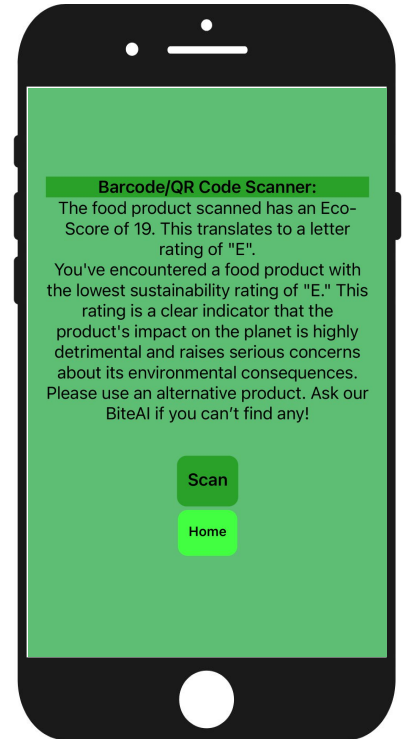 Barcode/QR Code Scanner:
The food product scanned has an Eco-
Score of 19. This translates to a letter
rating of "E".
You've encountered a food product with
the lowest sustainability rating of "E." This
rating is a clear indicator that the
product's impact on the planet is highly
detrimental and raises serious concerns
about its environmental consequences.
Please use an alternative product. Ask our
BiteAI if you can’t find any!
Scan
Home